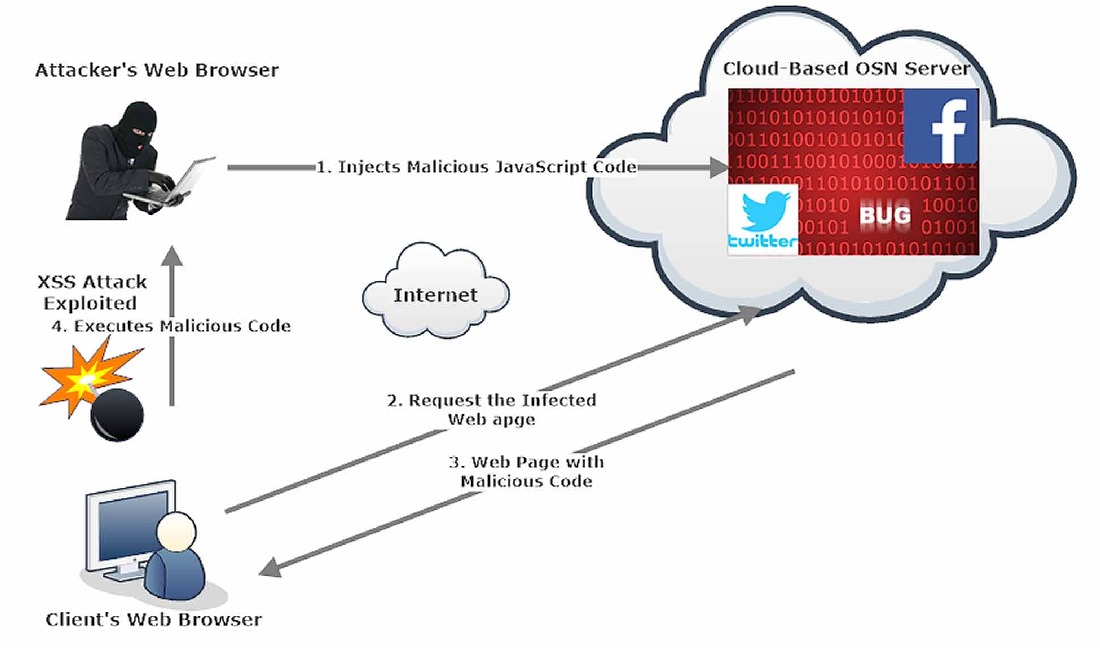 Attacker's Web Browser
Cloud-Based OSN Server
1. Injects Malicious JavaScript Code
twitter
BUG
Internet
XSS Attack
Exploited
4. Executes Malicious Code
2. Request the Infected
Web apge
3. Web Page with
Malicious Code
Client's Web Browser